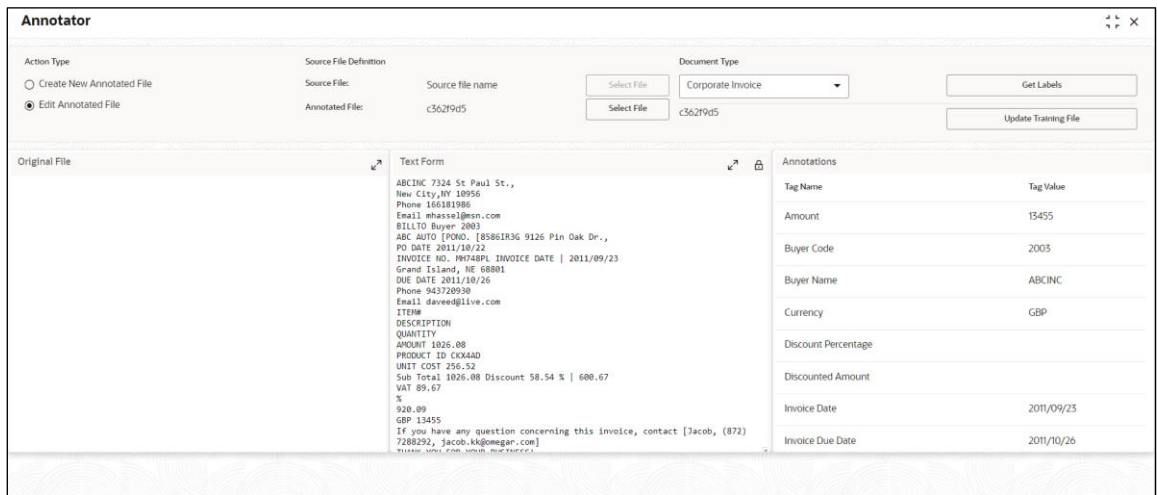 Annotator
Action Type
Create New Annotated File
Edit Annotated File
Source File Definition
Source File: Source file name Select File
Annotated File: c362f9d5 Select File
Document Type
Corporate Invoice
c362f9d5
Get Labels
Update Training File
Original File
Text Form
ABCINC 7324 St Paul St.,
New City,NY 10956
Phone 166181986
Email mhassel@msn.com
BILLTO Buyer 2003
ABC AUTO [PONO. [8586IR3G 9126 Pin Oak Dr.,
PO DATE 2011/10/22
INVOICE NO. MH748PL INVOICE DATE | 2011/09/23
Grand Island, NE 68801
DUE DATE 2011/10/26
Phone 943720930
Email daveed@live.com
ITEM#
DESCRIPTION
QUANTITY
AMOUNT 1026.08
PRODUCT ID CKX4AD
UNIT COST 256.52
Sub Total 1026.08 Discount 58.54 % | 600.67
VAT 89.67
%
920.09
GBP 13455
If you have any question concerning this invoice, contact [Jacob, (872)
7288292, jacob.kk@omegar.com]
THANK YOU FOR YOUR BUSINESS!
Annotations
Tag Name Tag Value
Amount 13455
Buyer Code 2003
Buyer Name ABCINC
Currency GBP
Discount Percentage
Discounted Amount
Invoice Date 2011/09/23
Invoice Due Date 2011/10/26